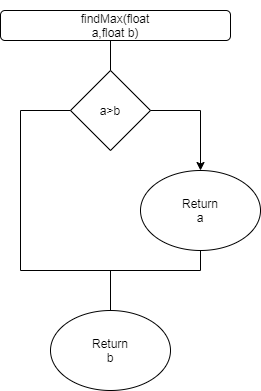 findMax(float
a,float b)
a>b
Return
a
Return
b